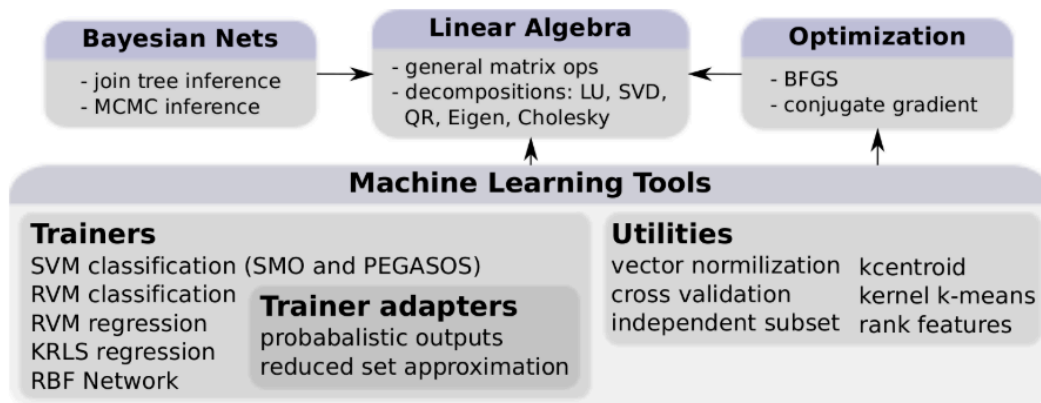 Bayesian Nets
- join tree inference
- MCMC inference
Linear Algebra
- general matrix ops
- decompositions: LU, SVD,
QR, Eigen, Cholesky
Optimization
- BFGS
- conjugate gradient
Machine Learning Tools
Trainers
SVM classification (SMO and PEGASOS)
RVM classification
RVM regression
KRLS regression
RBF Network
Trainer adapters
probabalistic outputs
reduced set approximation
Utilities
vector normilization
cross validation
independent subset
kcentroid
kernel k-means
rank features